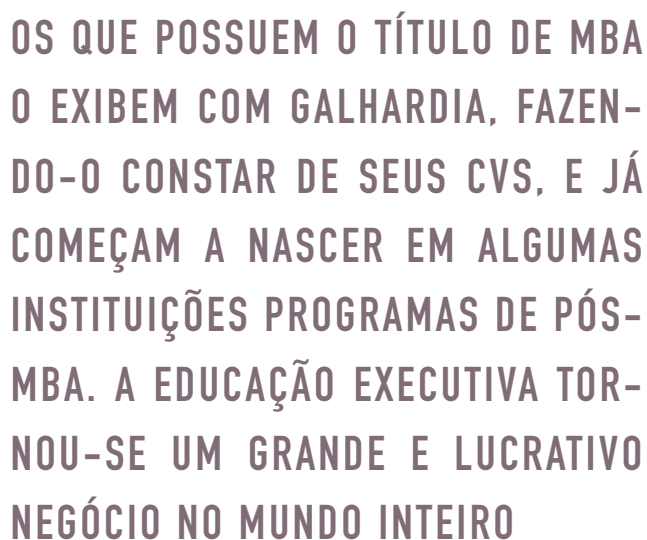 OS QUE POSSUEM O TÍTULO DE MBA
O EXIBEM COM GALHARDIA, FAZEN-
DO-O CONSTAR DE SEUS CVS, E JÁ
COMEÇAM A NASCER EM ALGUMAS
INSTITUIÇÕES PROGRAMAS DE PÓS-
MBA. A EDUCAÇÃO EXECUTIVA TOR-
NOU-SE UM GRANDE E LUCRATIVO
NEGÓCIO NO MUNDO INTEIRO